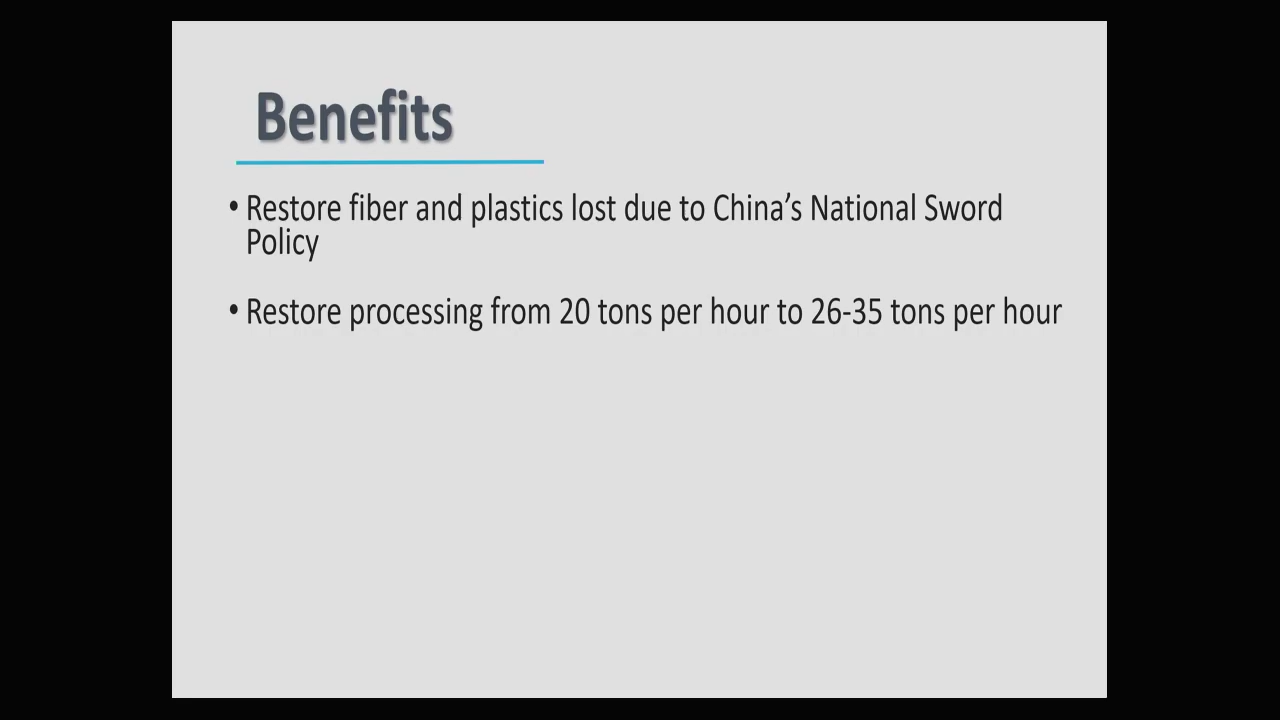 Benefits
• Restore fiber and plastics lost due to China’s National Sword
Policy
• Restore processing from 20 tons per hour to 26-35 tons per hour